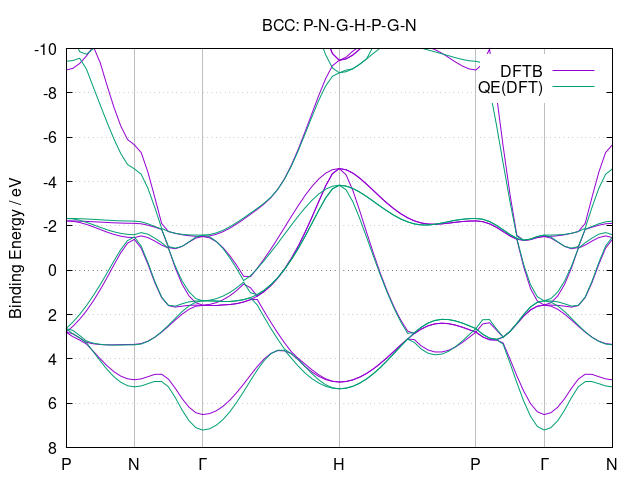 BCC: P-N-G-H-P-G-N
-10
DFTB
QE(DFT)
-8
-6
-4
-2
0
2
4
6
8
Binding Energy / eV
P N Γ H P Γ N